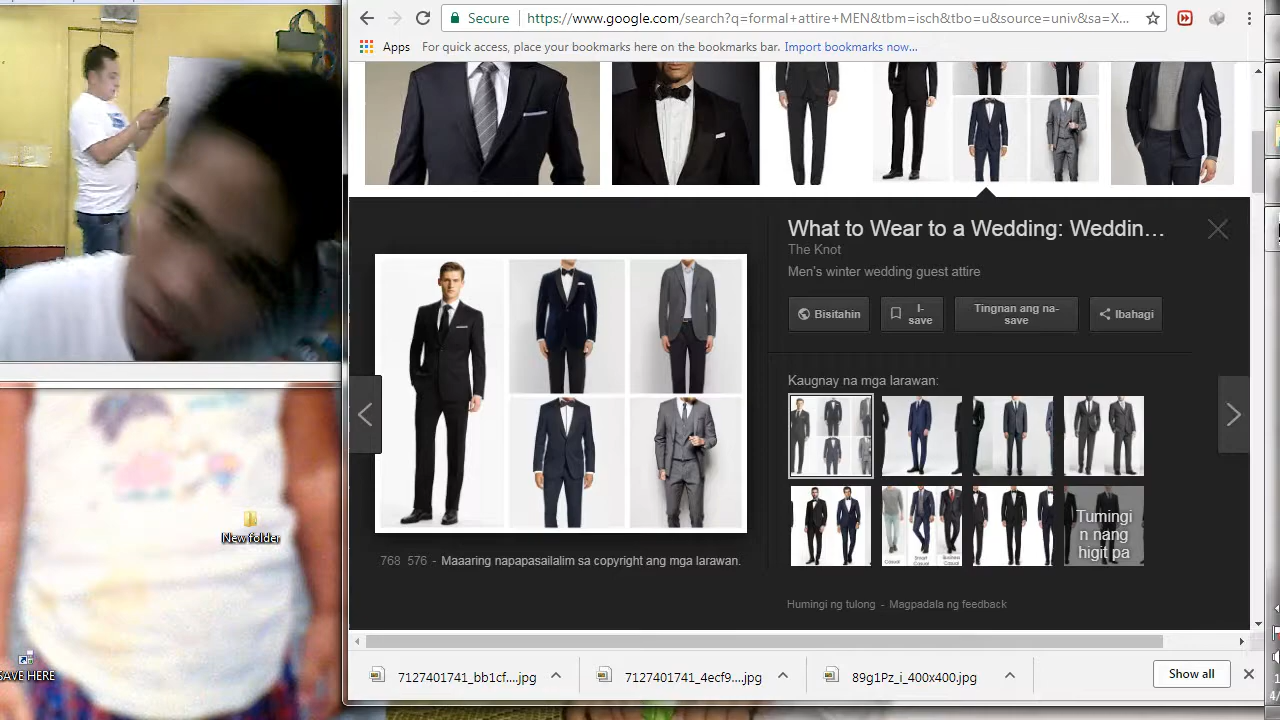 Secure
https://www.google.com/search?q=formal+attire+MEN&tbm=isch&tbo=u&source=univ&sa=X...
Apps
For quick access, place your bookmarks here on the bookmarks bar. Import bookmarks now...
What to Wear to a Wedding: Weddin...
The Knot
Men's winter wedding guest attire
Bisitahin
I-save
Tingnan ang na-save
Ibahagi
Kaugnay na mga larawan:
Tumingi
n nang
higit pa
768 576 - Maaaring napapasailalim sa copyright ang mga larawan.
Humingi ng tulong - Magpadala ng feedback
New folder
SAVE HERE
7127401741_bb1cf....jpg
7127401741_4ecf9....jpg
89g1Pz_i_400x400.jpg
Show all